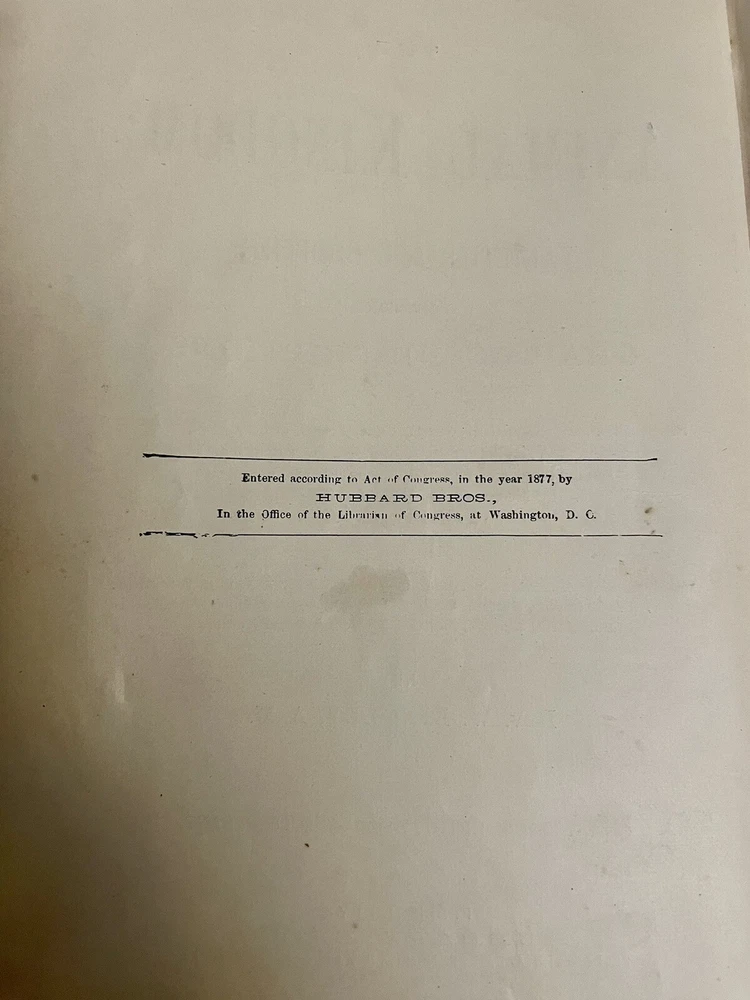 Entered according to Act of Congress, in the year 1877, by
HUBBARD BROS.,
In the Office of the Librarian of Congress, at Washington, D. C.